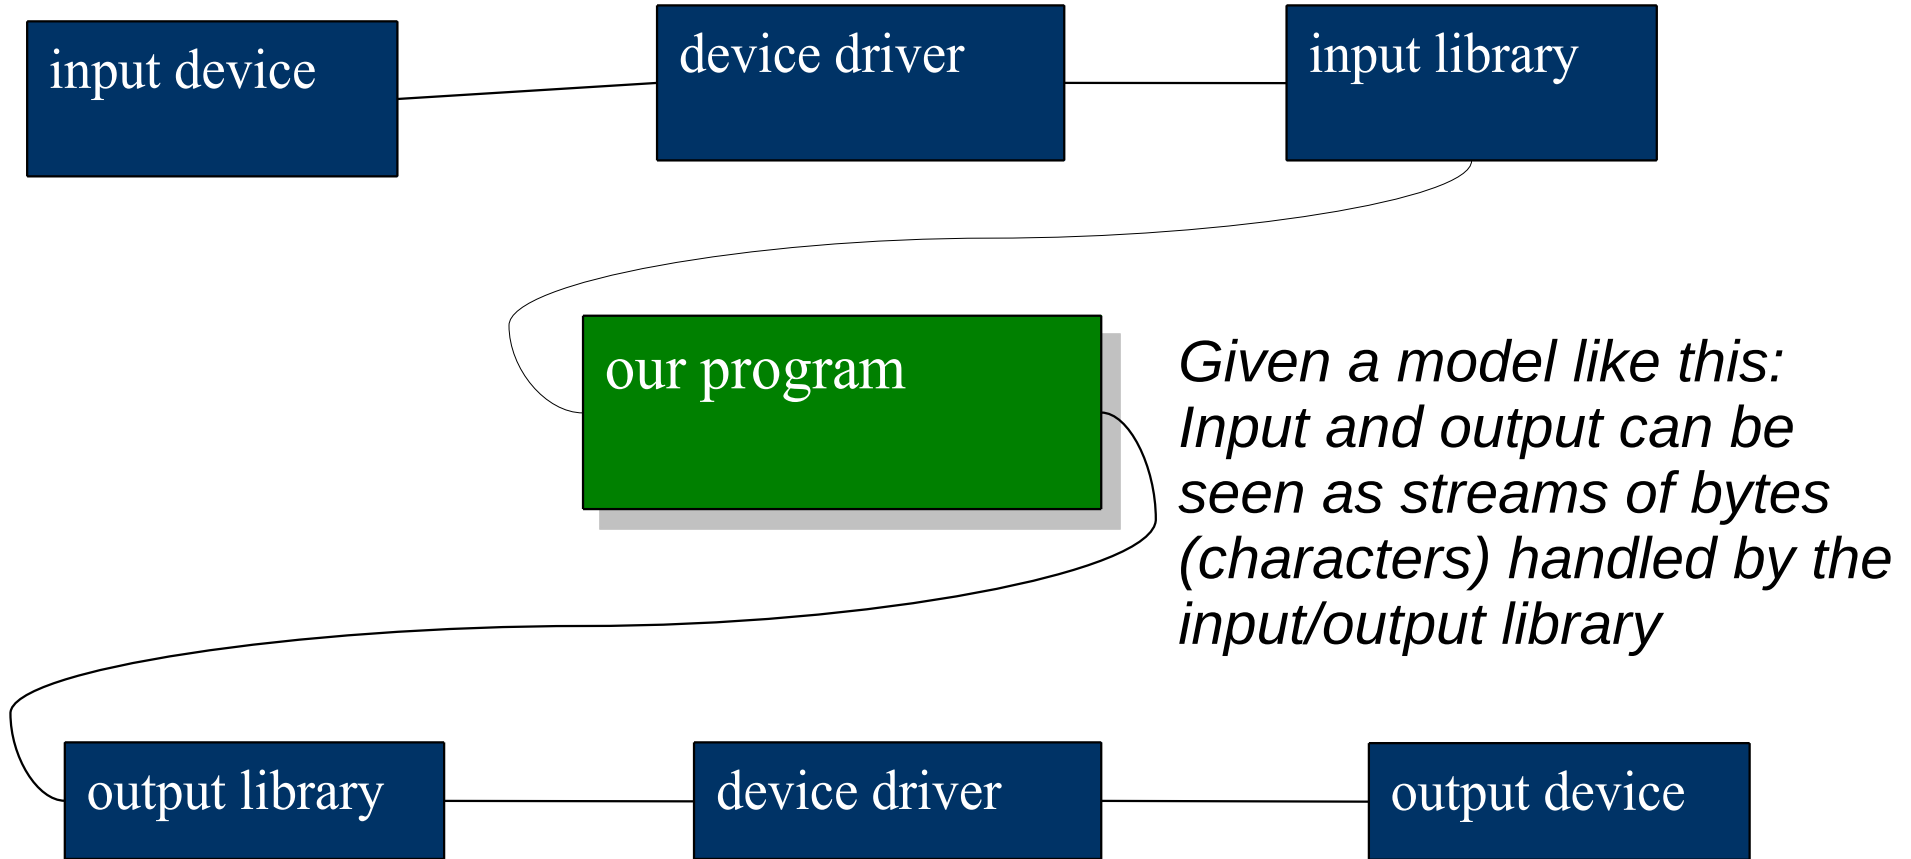 input device
device driver
input library
our program
Given a model like this:
Input and output can be
seen as streams of bytes
(characters) handled by the
input/output library
output library
device driver
output device